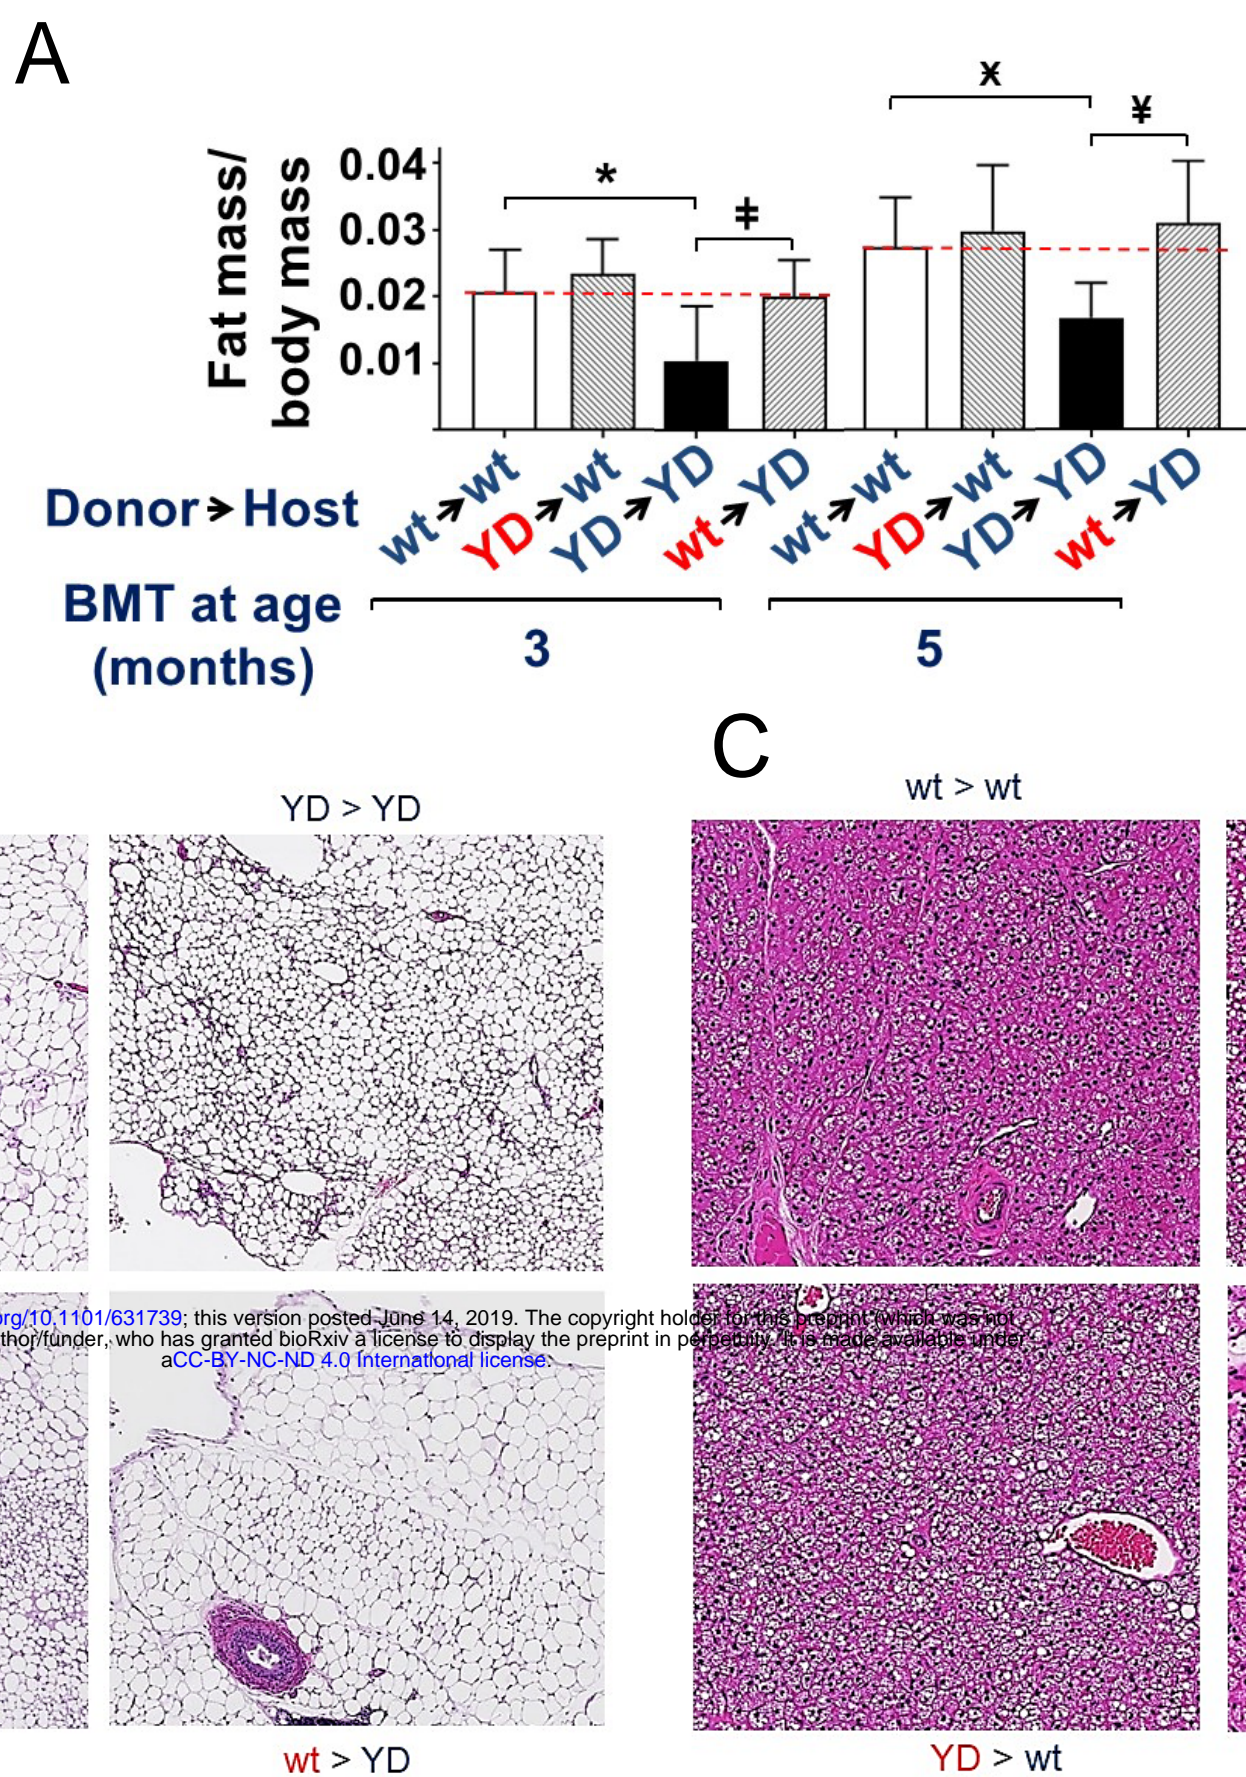 A
Fat mass/
body mass
0.04
0.03
0.02
0.01
*
ǂ
ӿ
¥
Donor➔Host
wt➔wt
YD➔wt
YD➔YD
wt➔YD
wt➔wt
YD➔wt
YD➔YD
wt➔YD
BMT at age
(months)
3
5
YD > YD
C
wt > wt
org/10.1101/631739; this version posted June 14, 2019. The copyright holder for this preprint (which was not
thor/funder, who has granted bioRxiv a license to display the preprint in perpetuity. It is made available under
aCC-BY-NC-ND 4.0 International license.
wt > YD
YD > wt